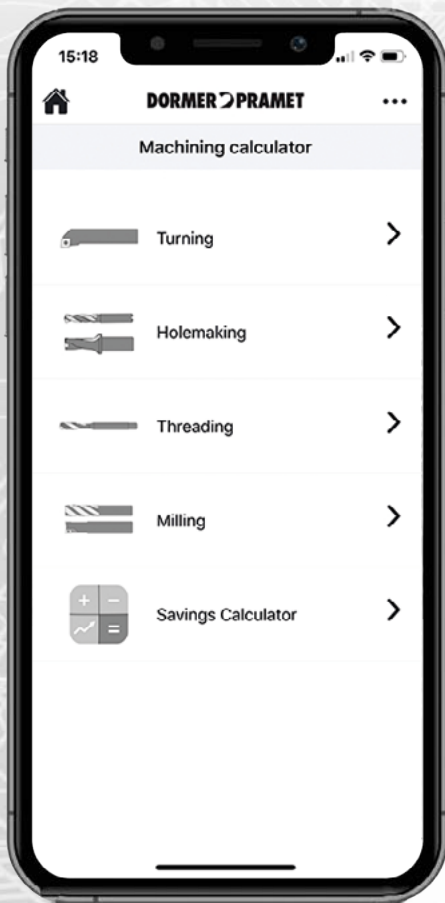 15:18
DORMER PRAMET
Machining calculator
Turning
Holemaking
Threading
Milling
Savings Calculator